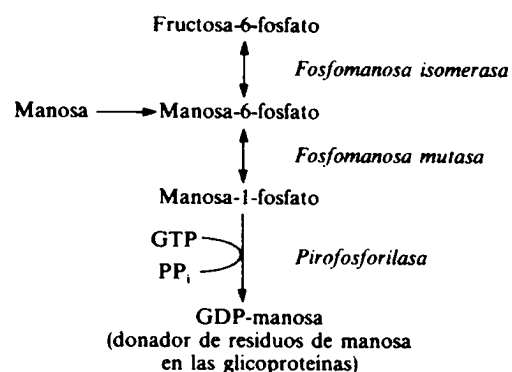 Fructosa-6-fosfato
Fosfomanosa isomerasa
Manosa
Manosa-6-fosfato
Fosfomanosa mutasa
Manosa-1-fosfato
GTP
PPi
Pirofosforilasa
GDP-manosa
(donador de residuos de manosa
en las glicoproteínas)